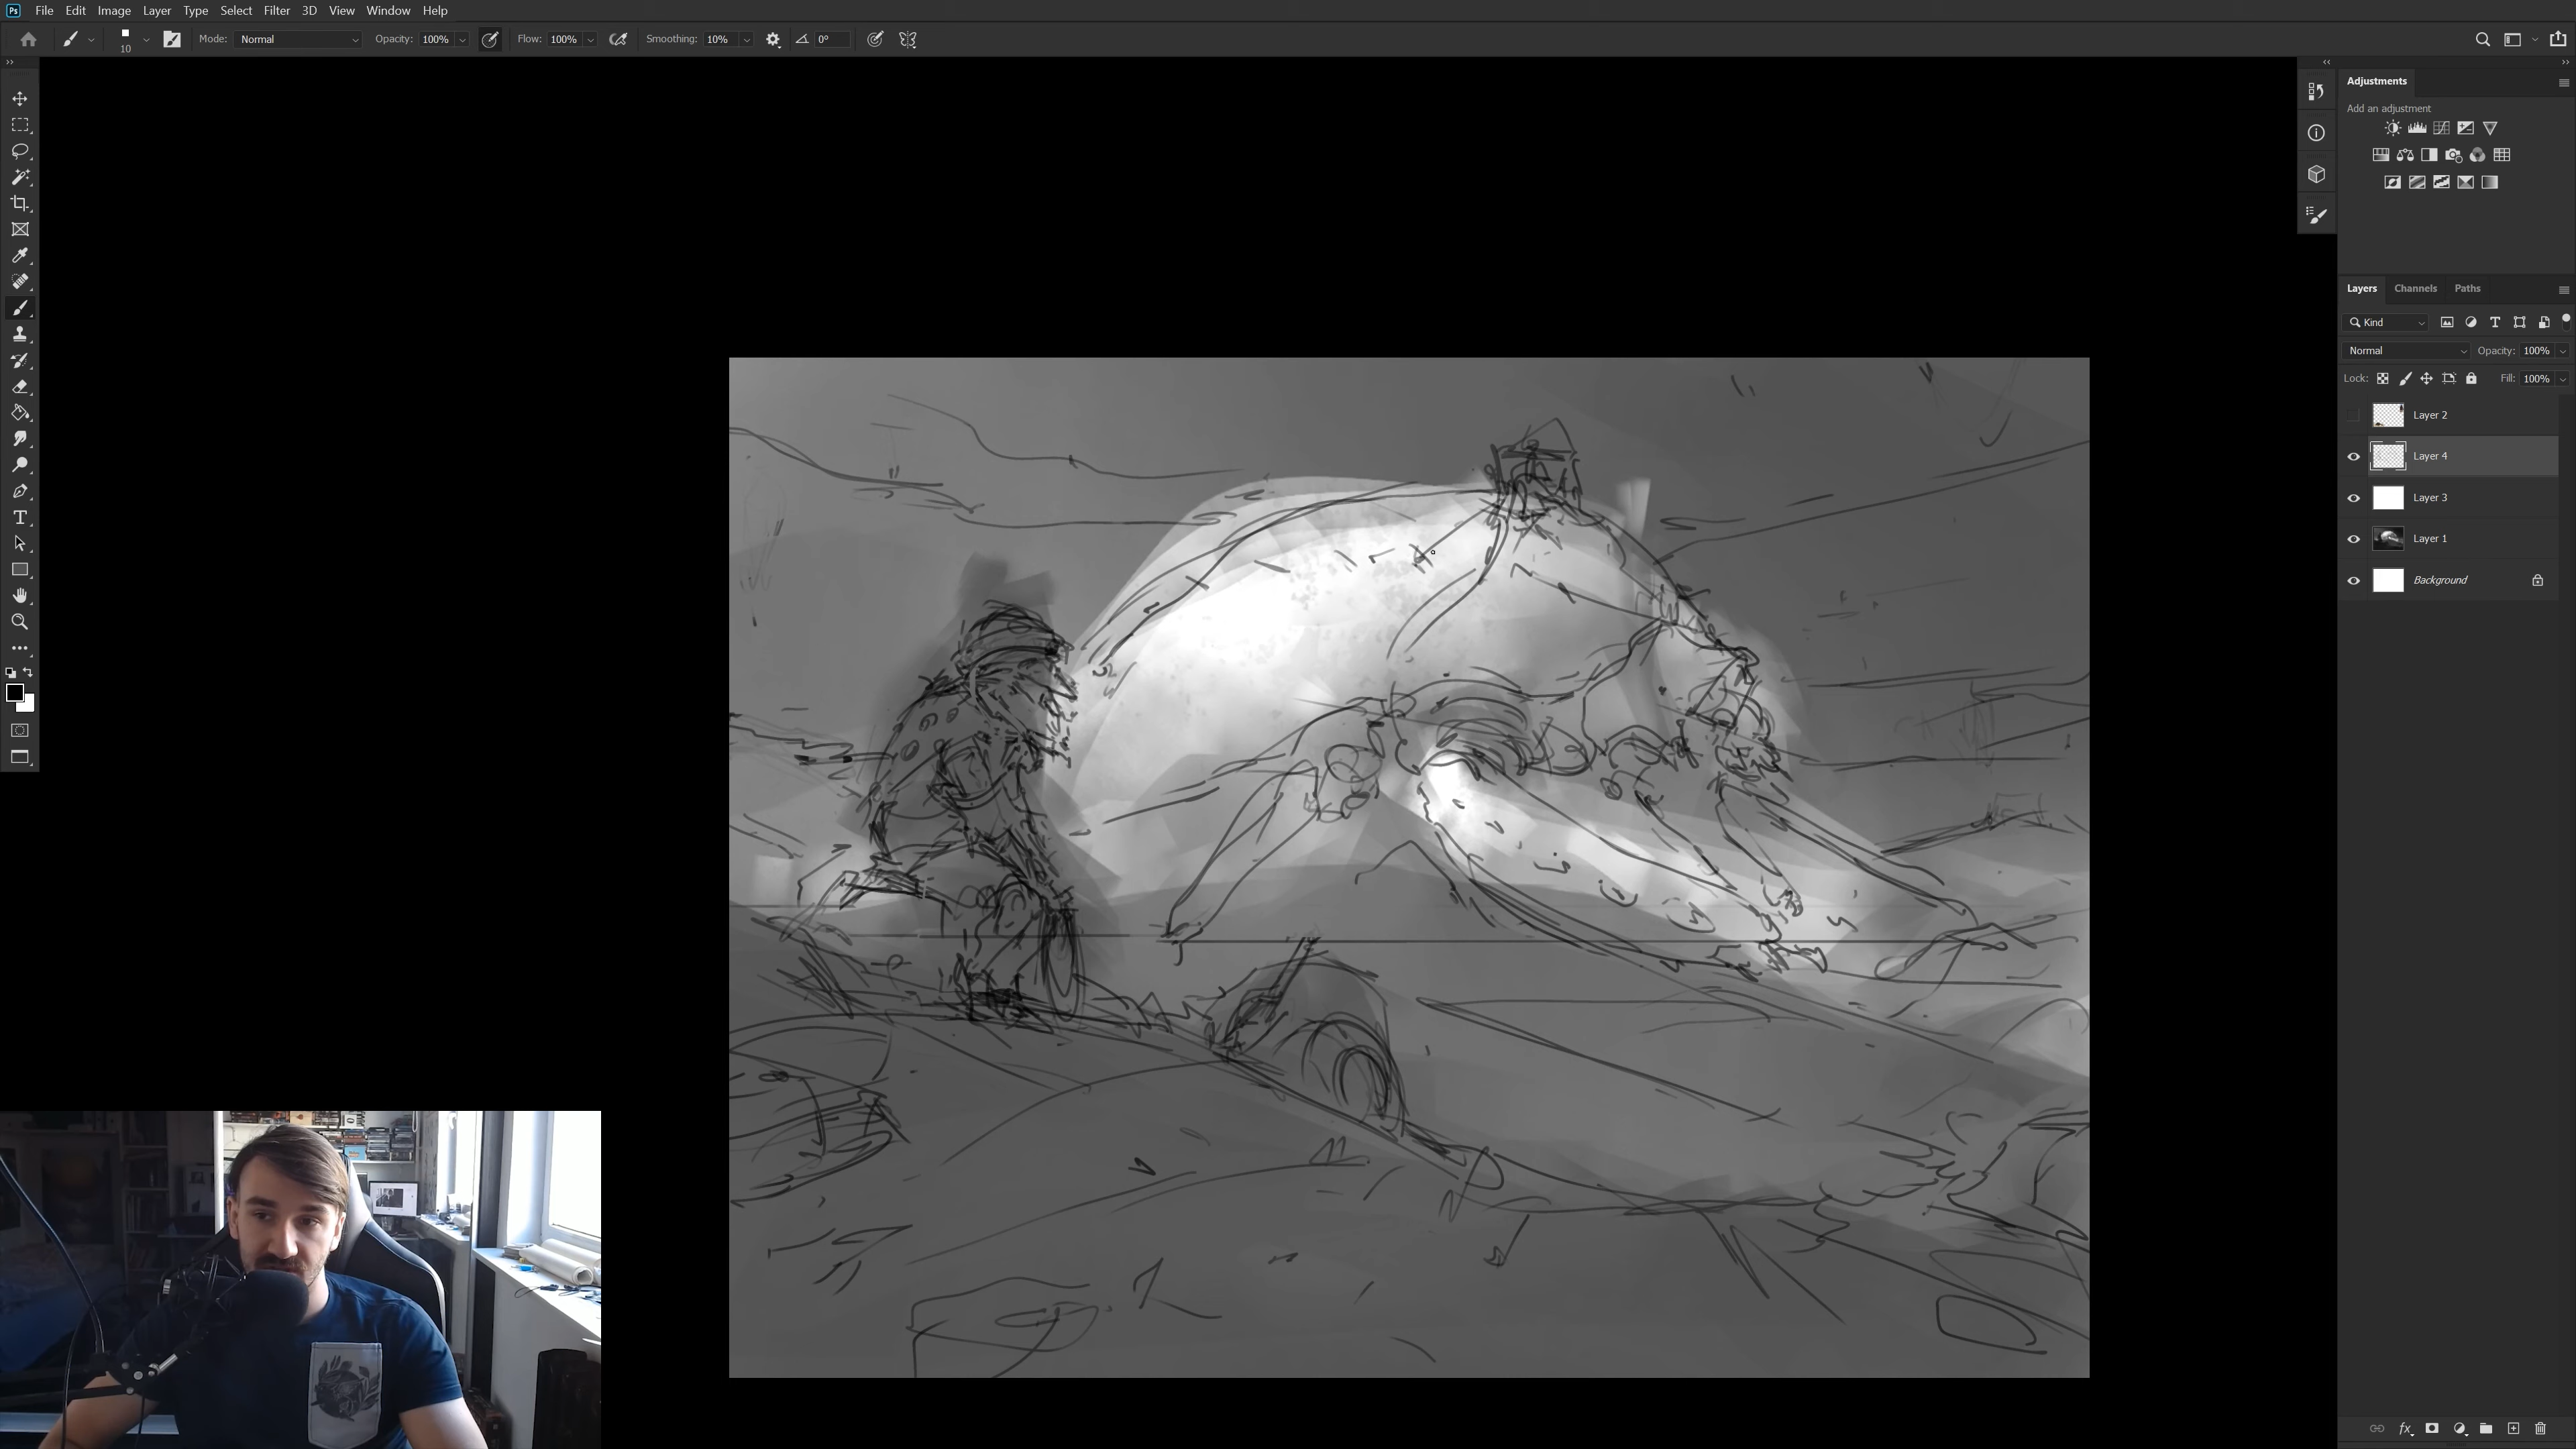 Ps File Edit Image Layer Type Select Filter 3D View Window Help
10 Mode: Normal Opacity: 100% Flow: 100% Smoothing: 10% 0°
Adjustments
Add an adjustment
Layers Channels Paths
Kind
Normal Opacity: 100%
Lock: Fill: 100%
Layer 2
Layer 4
Layer 3
Layer 1
Background
fx